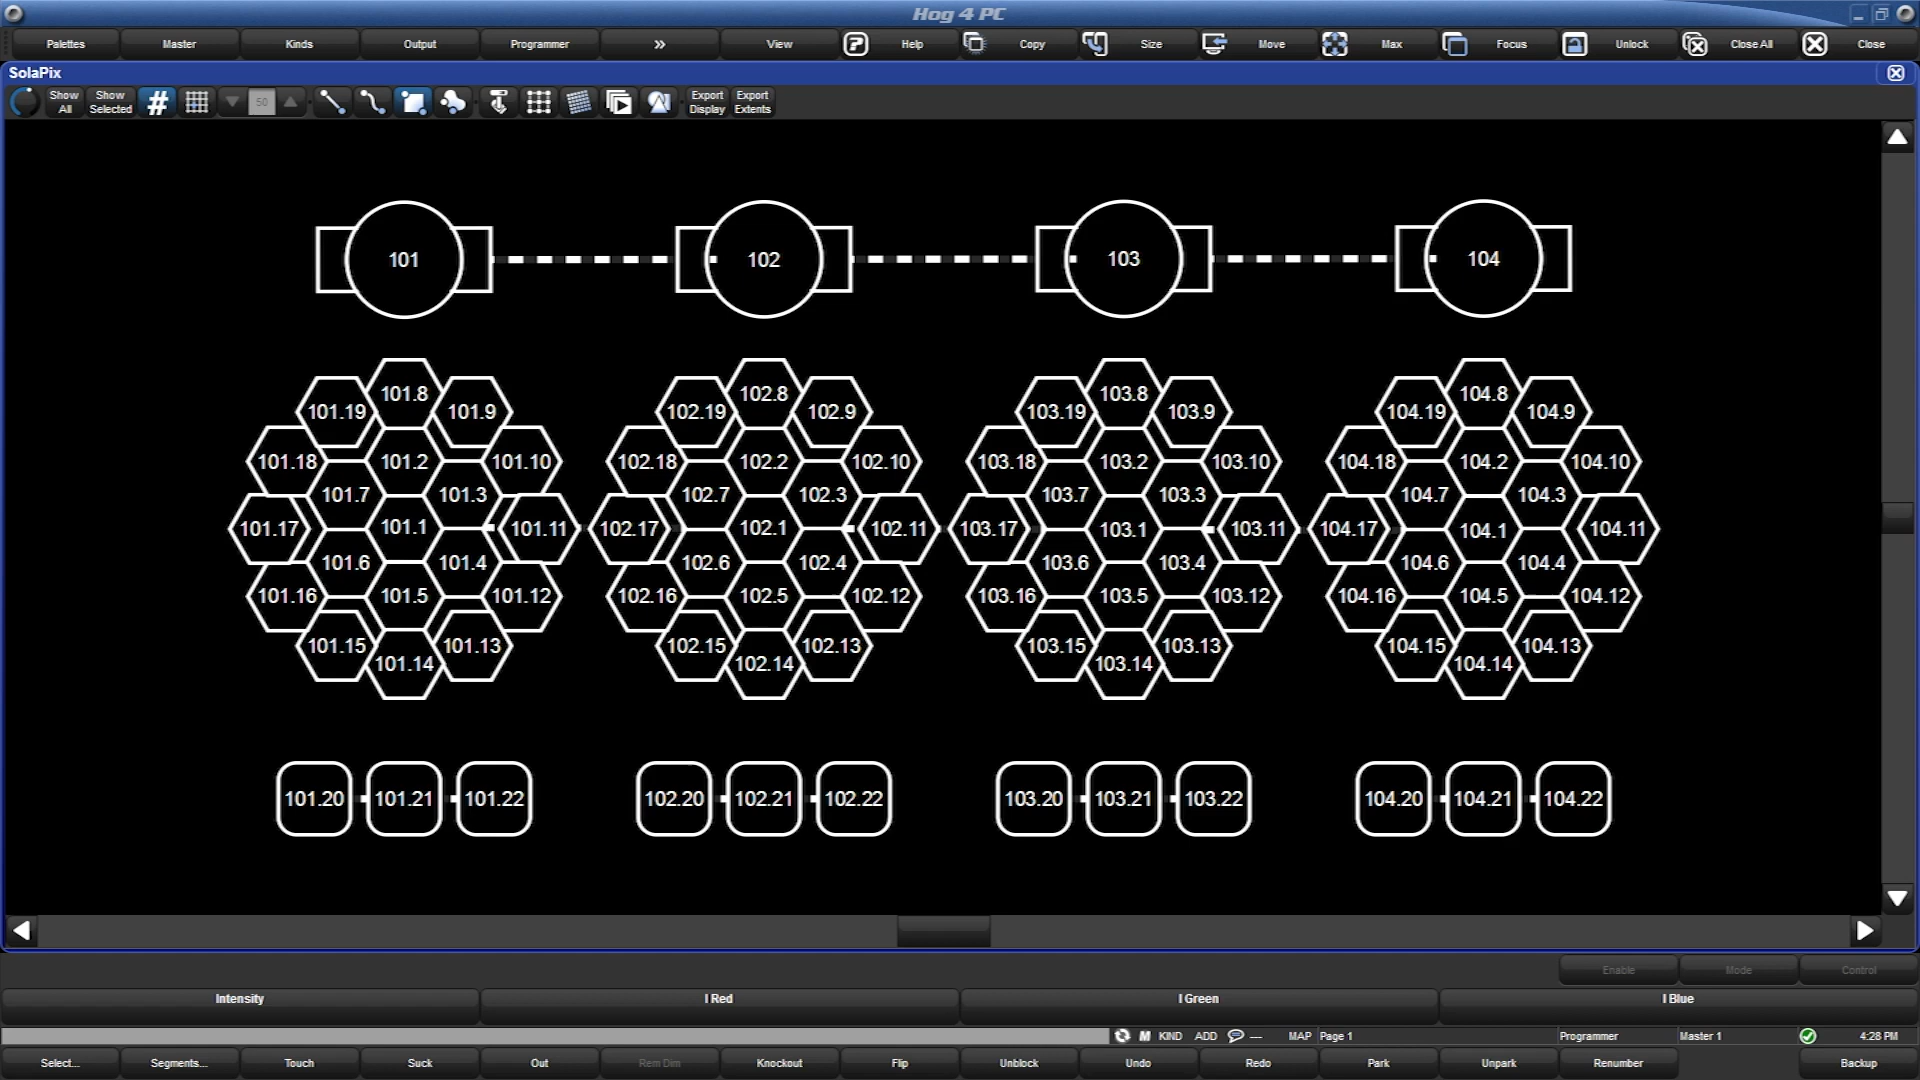 Hog 4 PC
Palettes Master Kinds Output Programmer » View Help Copy Size Move Max Focus Unlock Close All Close
SolaPix
Show All Show Selected # 50 Export Display Export Extents
101 102 103 104
101.8 102.8 103.8 104.8
101.19 101.9 102.19 102.9 103.19 103.9 104.19 104.9
101.18 101.2 101.10 102.18 102.2 102.10 103.18 103.2 103.10 104.18 104.2 104.10
101.7 101.3 102.7 102.3 103.7 103.3 104.7 104.3
101.17 101.1 101.11 102.17 102.1 102.11 103.17 103.1 103.11 104.17 104.1 104.11
101.6 101.4 102.6 102.4 103.6 103.4 104.6 104.4
101.16 101.5 101.12 102.16 102.5 102.12 103.16 103.5 103.12 104.16 104.5 104.12
101.15 101.13 102.15 102.13 103.15 103.13 104.15 104.13
101.14 102.14 103.14 104.14
101.20 101.21 101.22 102.20 102.21 102.22 103.20 103.21 103.22 104.20 104.21 104.22
Enable Mode Control
Intensity I Red I Green I Blue
M KIND ADD — MAP Page 1 Programmer Master 1 4:28 PM
Select... Segments... Touch Suck Out Rem Dim Knockout Flip Unblock Undo Redo Park Unpark Renumber Backup